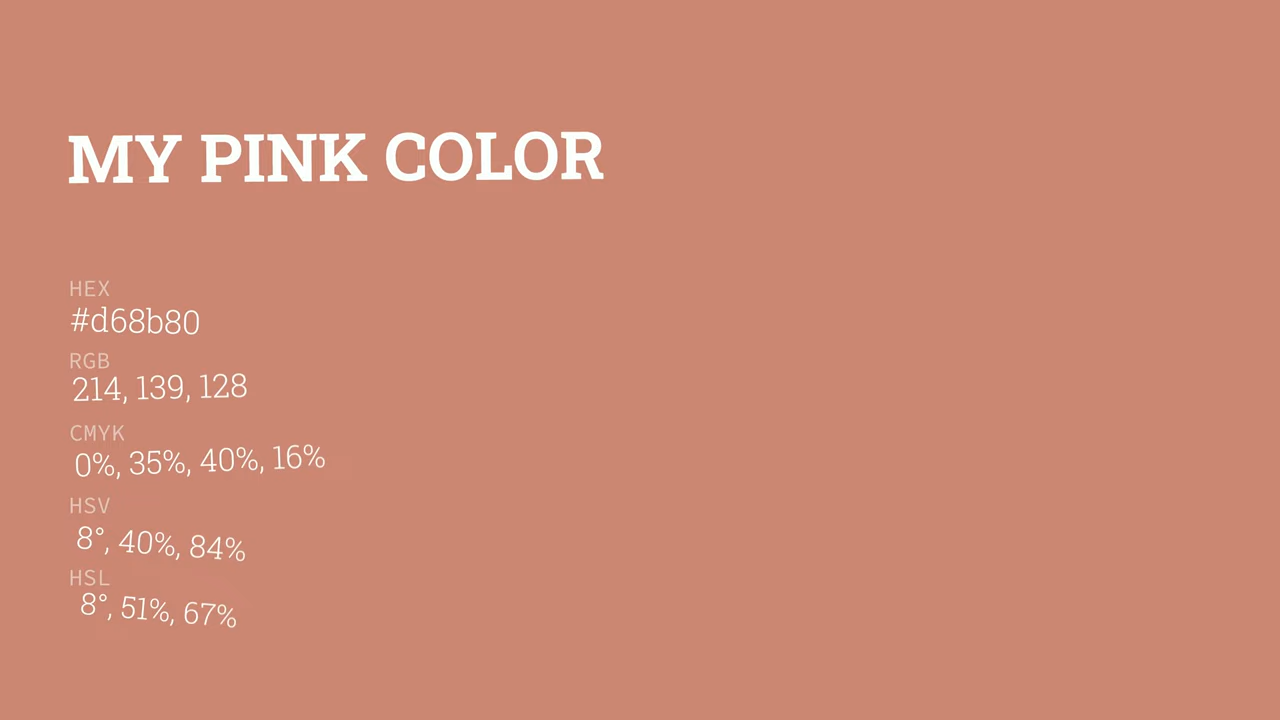 MY PINK COLOR
HEX
#d68b80
RGB
214, 139, 128
CMYK
0%, 35%, 40%, 16%
HSV
8°, 40%, 84%
HSL
8°, 51%, 67%